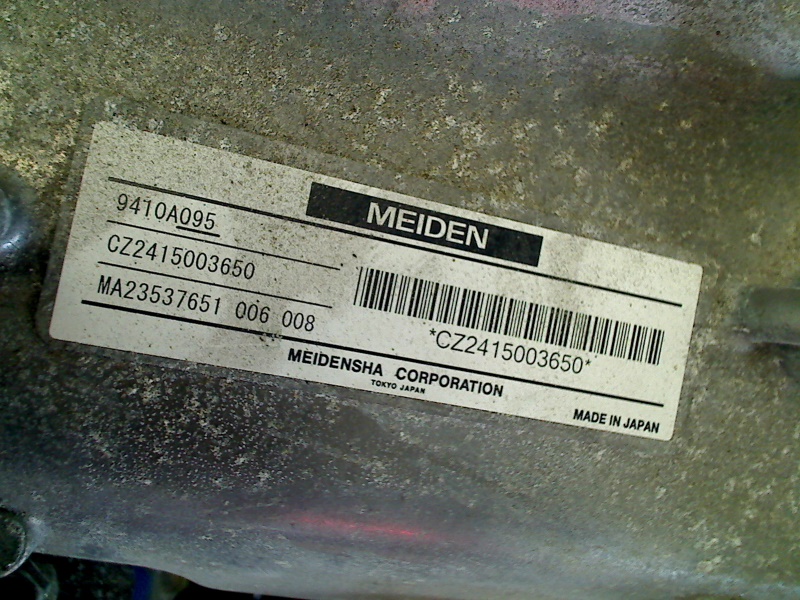 MEIDEN
9410A095
CZ2415003650
MA23537651 006 008
*CZ2415003650*
MEIDENSHA CORPORATION
TOKYO JAPAN
MADE IN JAPAN